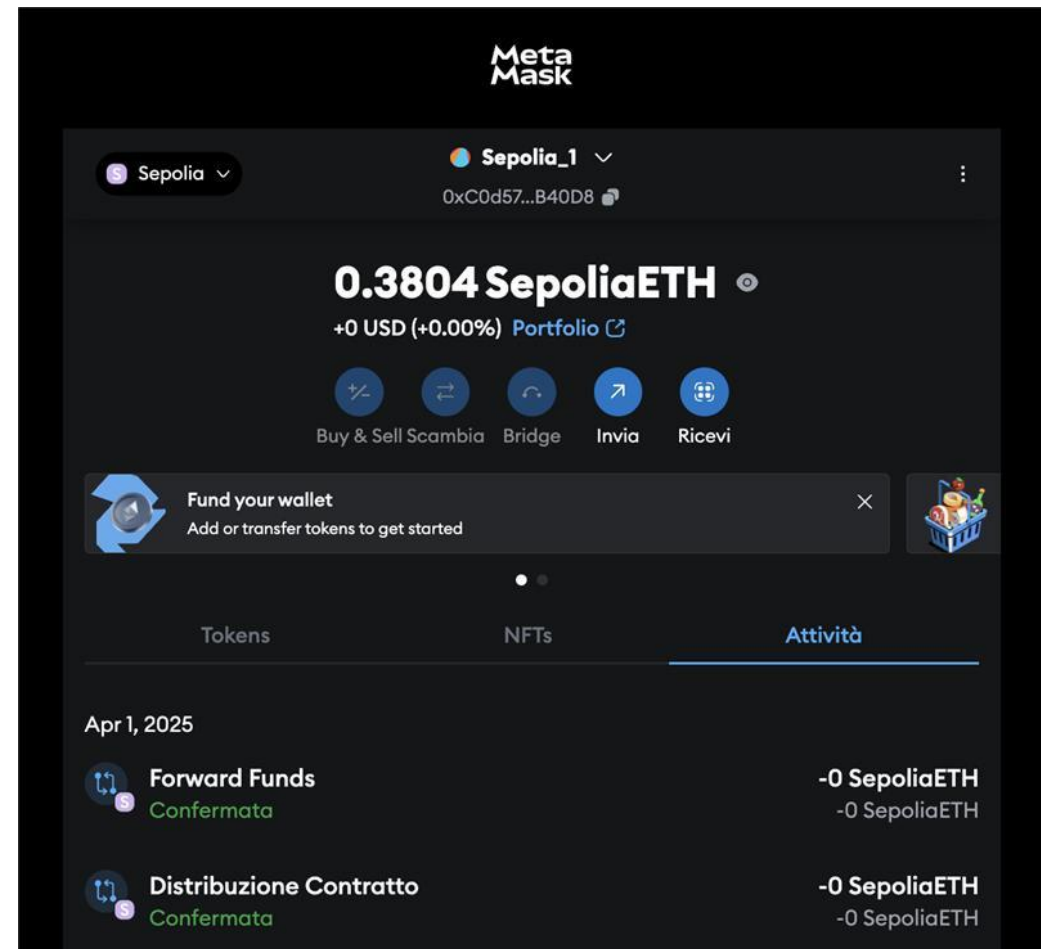 Meta
Mask
S Sepolia
Sepolia_1
0xC0d57...B40D8
0.3804 SepoliaETH
+0 USD (+0.00%) Portfolio
Buy & Sell Scambia Bridge Invia Ricevi
Fund your wallet
Add or transfer tokens to get started
Tokens NFTs Attività
Apr 1, 2025
Forward Funds -0 SepoliaETH
S Confermata -0 SepoliaETH
Distribuzione Contratto -0 SepoliaETH
S Confermata -0 SepoliaETH